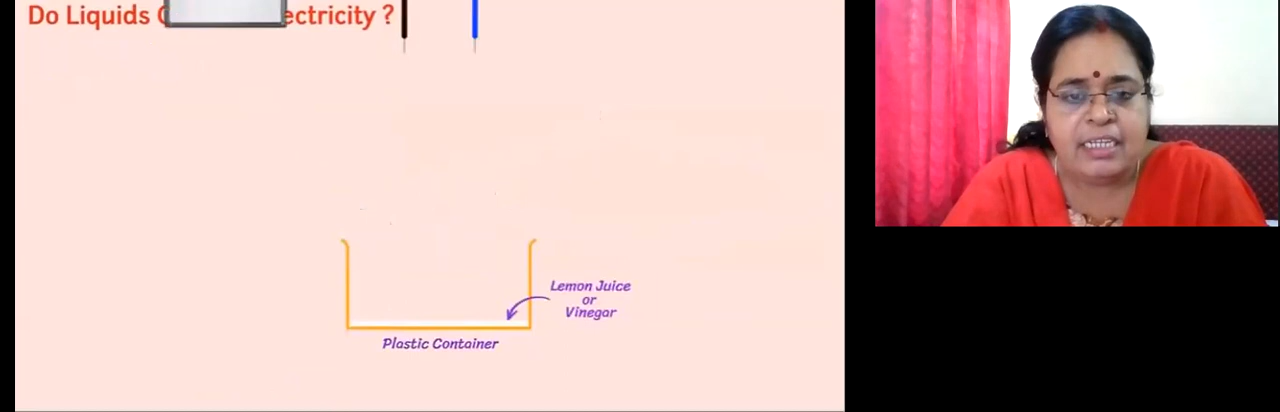 Do Liquids ectricity ?
Lemon Juice
or
Vinegar
Plastic Container